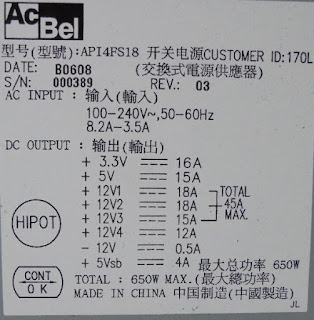 AcBel
型号(型號):API4FS18 开关电源CUSTOMER ID:170L
DATE: B0608 (交換式電源供應器)
S/N: 000389 REV.: 03
AC INPUT : 输入(輸入)
100-240V~,50-60Hz
8.2A-3.5A
DC OUTPUT : 输出(輸出)
+ 3.3V 16A
+ 5V 15A
+ 12V1 18A TOTAL
+ 12V2 18A 45A
+ 12V3 15A MAX.
+ 12V4 18A
- 12V 0.5A
+ 5Vsb 4A 最大总功率 650W
TOTAL : 650W MAX.(最大總功率)
MADE IN CHINA 中国制造(中國製造)
HIPOT
CONT
OK
JL